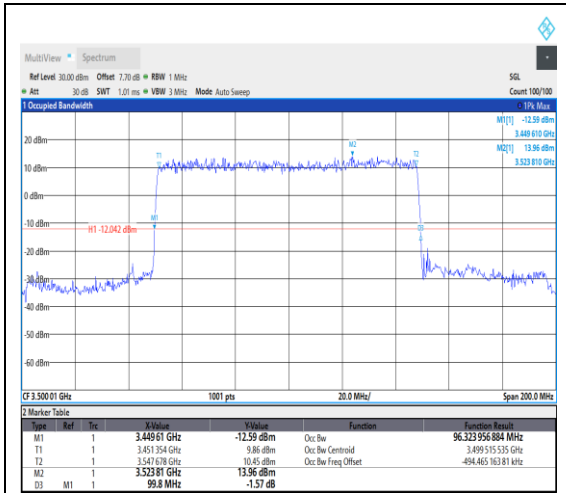 MultiView Spectrum
Ref Level 30.00 dBm Offset 7.70 dB RBW 1 MHz SGL
Att 30 dB SWT 1.01 ms VBW 3 MHz Mode Auto Sweep Count 100/100
1 Occupied Bandwidth 1Pk Max
M1[1] -12.59 dBm
3.449 610 GHz
M2[1] 13.96 dBm
3.523 810 GHz
20 dBm
M2
T1
T2
10 dBm
0 dBm
-10 dBm
M1
H1 -12.042 dBm
D3
-20 dBm
-30 dBm
-40 dBm
-50 dBm
-60 dBm
CF 3.500 01 GHz 1001 pts 20.0 MHz/ Span 200.0 MHz
2 Marker Table
Type Ref Trc X-Value Y-Value Function Function Result
M1 1 3.449 61 GHz -12.59 dBm Occ Bw 96.323 956 884 MHz
T1 1 3.451 354 GHz 9.86 dBm Occ Bw Centroid 3.499 515 535 GHz
T2 1 3.547 678 GHz 10.45 dBm Occ Bw Freq Offset -494.465 163 81 kHz
M2 1 3.523 81 GHz 13.96 dBm
D3 M1 1 99.8 MHz -1.57 dB